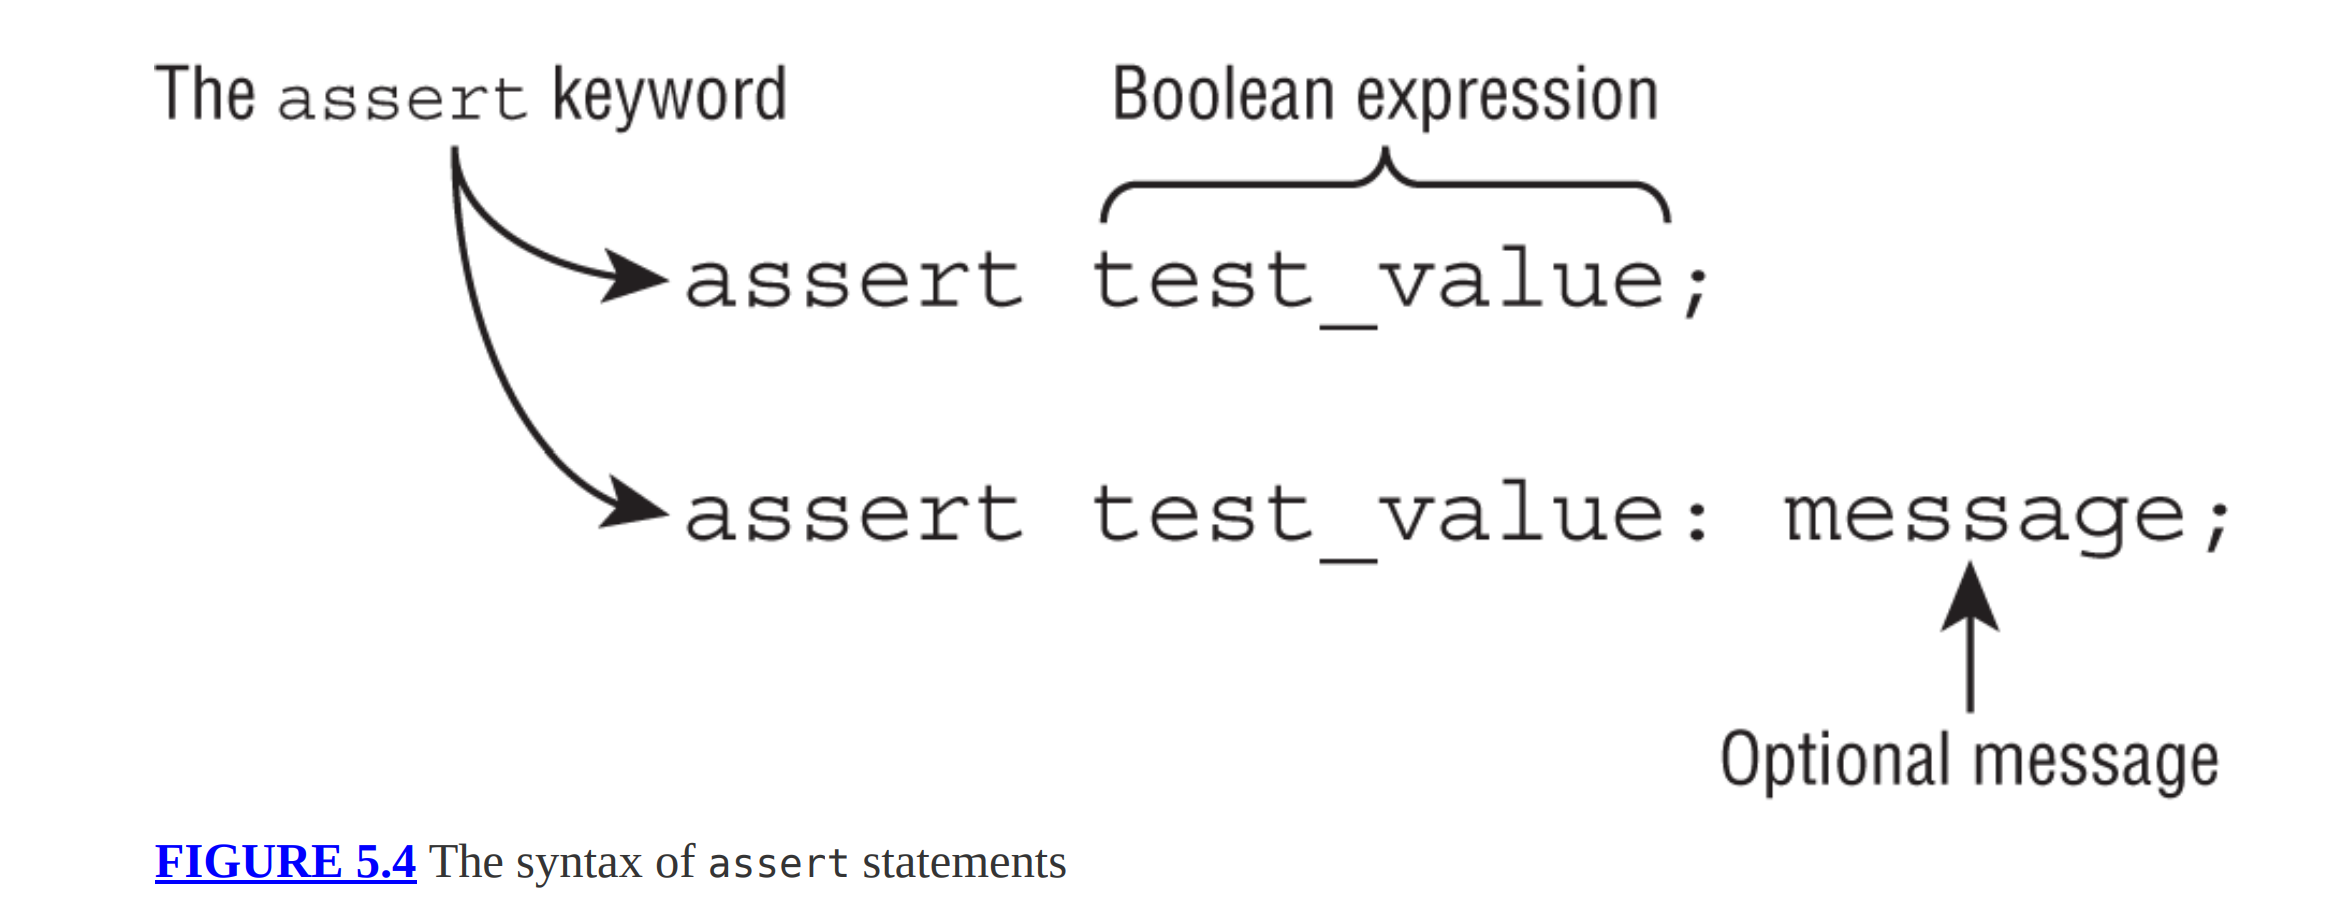 The assert keyword
Boolean expression
assert test_value;
assert test_value: message;
Optional message
FIGURE 5.4 The syntax of assert statements